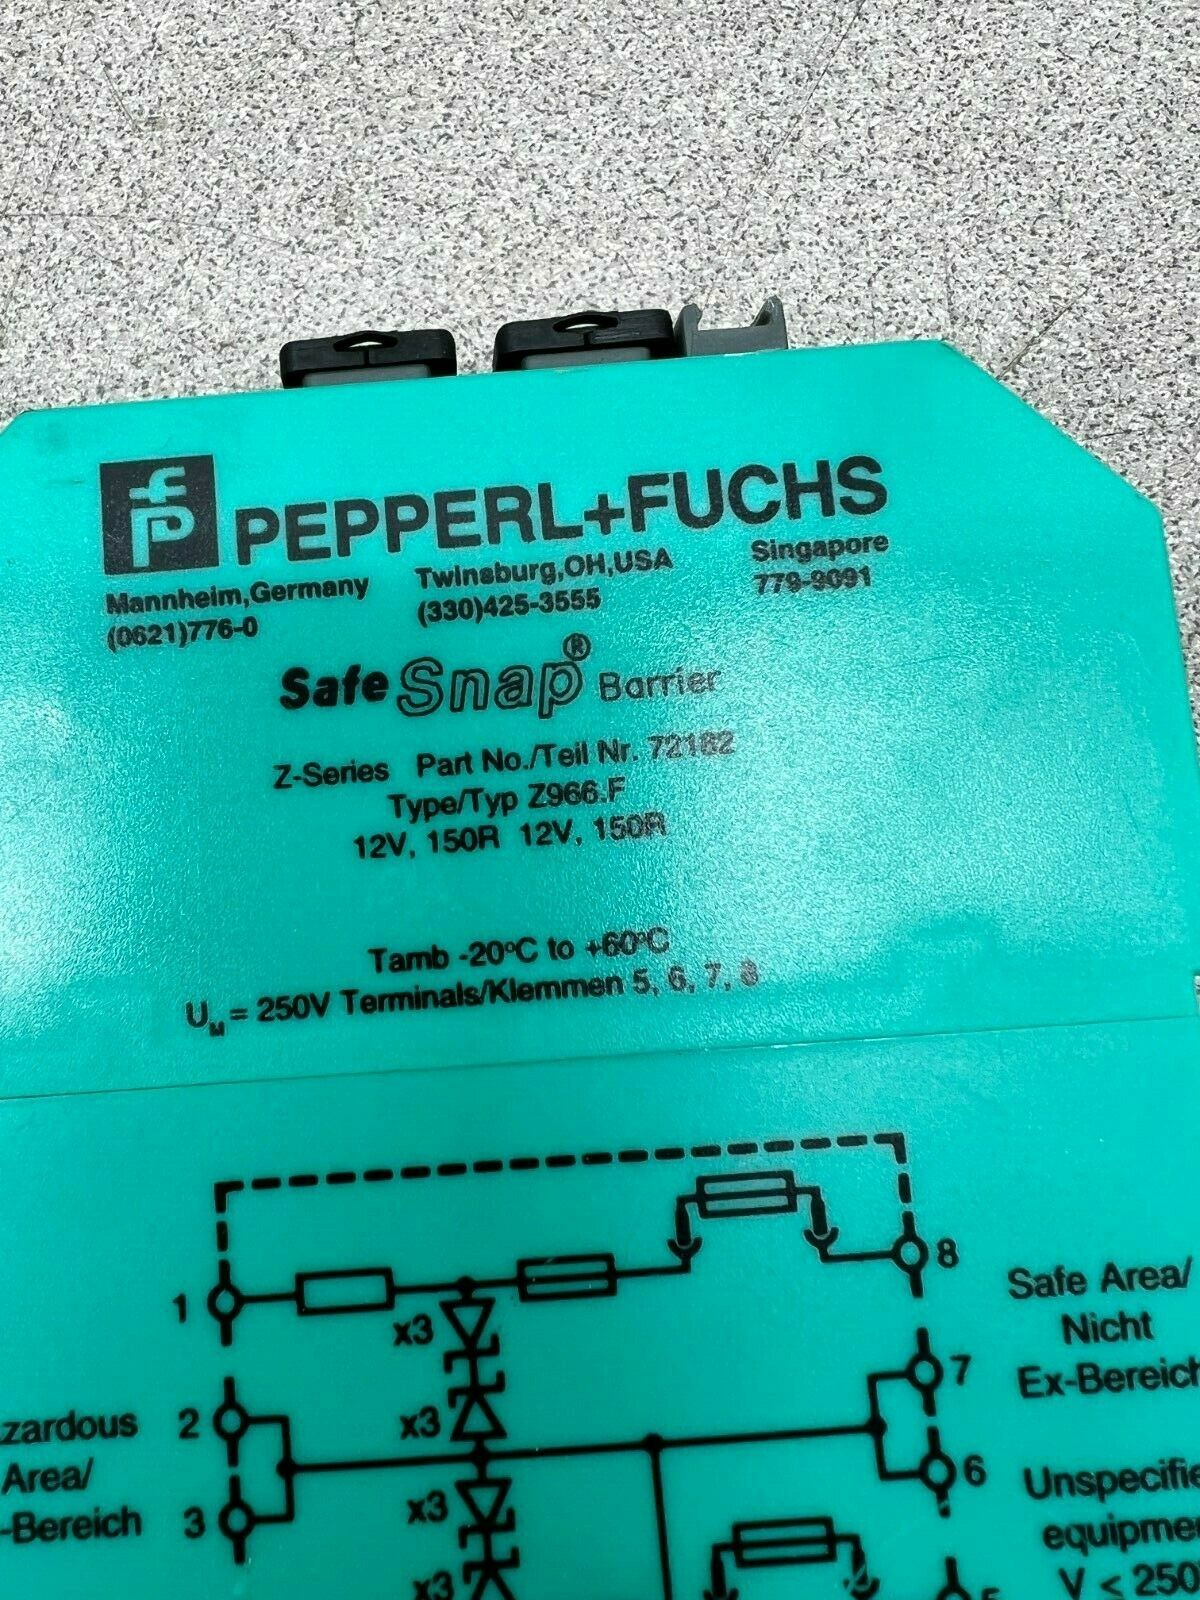 PEPPERL+FUCHS
Mannheim,Germany Twinsburg,OH,USA Singapore
(0621)776-0 (330)425-3555 779-9091
Safe Snap® Barrier
Z-Series Part No./Teil Nr. 72182
Type/Typ Z966.F
12V, 150R 12V, 150R
Tamb -20°C to +60°C
UM = 250V Terminals/Klemmen 5, 6, 7, 8
1
x3
8
Safe Area/
Nicht
Ex-Bereich
zardous
Area/
-Bereich
2
x3
7
3
x3
6
Unspecifie
equipme
V < 250
x3
5